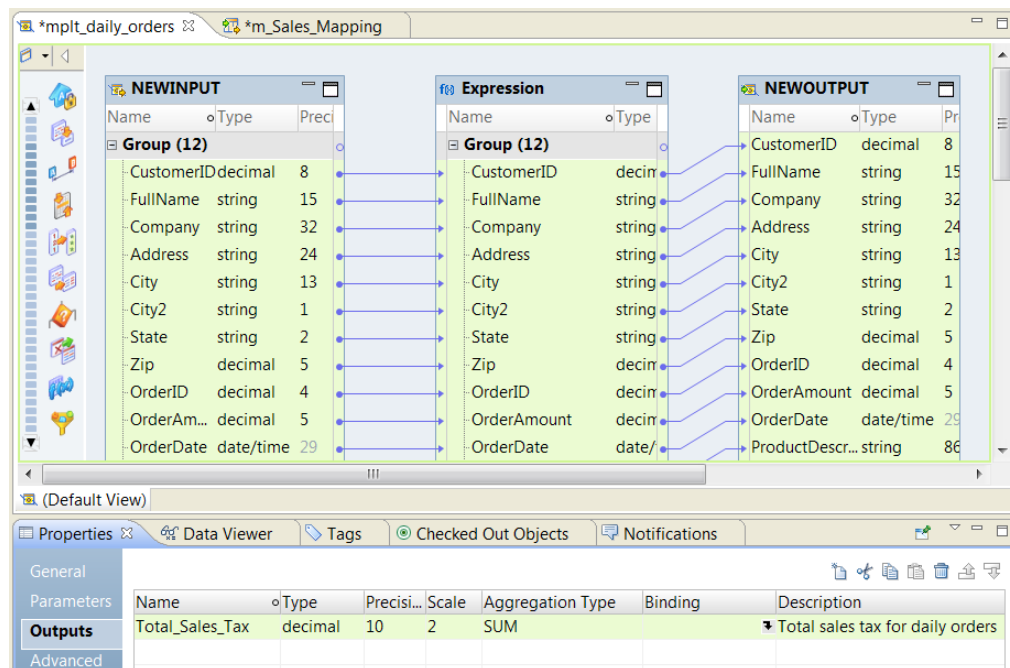 *mplt_daily_orders *m_Sales_Mapping
NEWINPUT Expression NEWOUTPUT
Name Type Preci Name Type Name Type Pr
Group (12) Group (12) CustomerID decimal 8
CustomerID decimal 8 CustomerID decim FullName string 15
FullName string 15 FullName string Company string 32
Company string 32 Company string Address string 24
Address string 24 Address string City string 13
City string 13 City string City2 string 1
City2 string 1 City2 string State string 2
State string 2 State string Zip decimal 5
Zip decimal 5 Zip decim OrderID decimal 4
OrderID decimal 4 OrderID decim OrderAmount decimal 5
OrderAm... decimal 5 OrderAmount decim OrderDate date/time 29
OrderDate date/time 29 OrderDate date/ ProductDescr... string 86
(Default View)
Properties Data Viewer Tags Checked Out Objects Notifications
General
Parameters Name Type Precisi... Scale Aggregation Type Binding Description
Outputs Total_Sales_Tax decimal 10 2 SUM Total sales tax for daily orders
Advanced